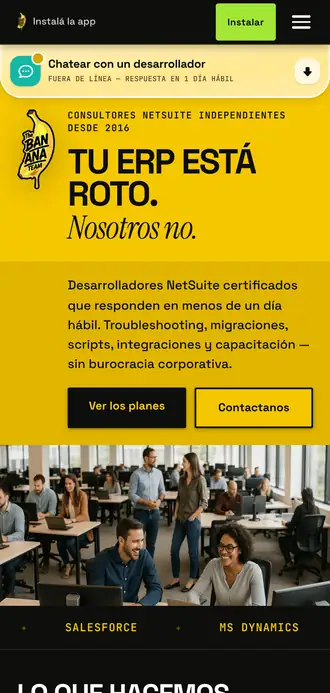 Instalá la app
Instalar
Chatear con un desarrollador
FUERA DE LÍNEA — RESPUESTA EN 1 DÍA HÁBIL
The
BAN
ANA
TEAM
CONSULTORES NETSUITE INDEPENDIENTES
DESDE 2016
TU ERP ESTÁ
ROTO.
Nosotros no.
Desarrolladores NetSuite certificados
que responden en menos de un día
hábil. Troubleshooting, migraciones,
scripts, integraciones y capacitación —
sin burocracia corporativa.
Ver los planes
Contactanos
SALESFORCE
MS DYNAMICS
LO QUE HACEMOS